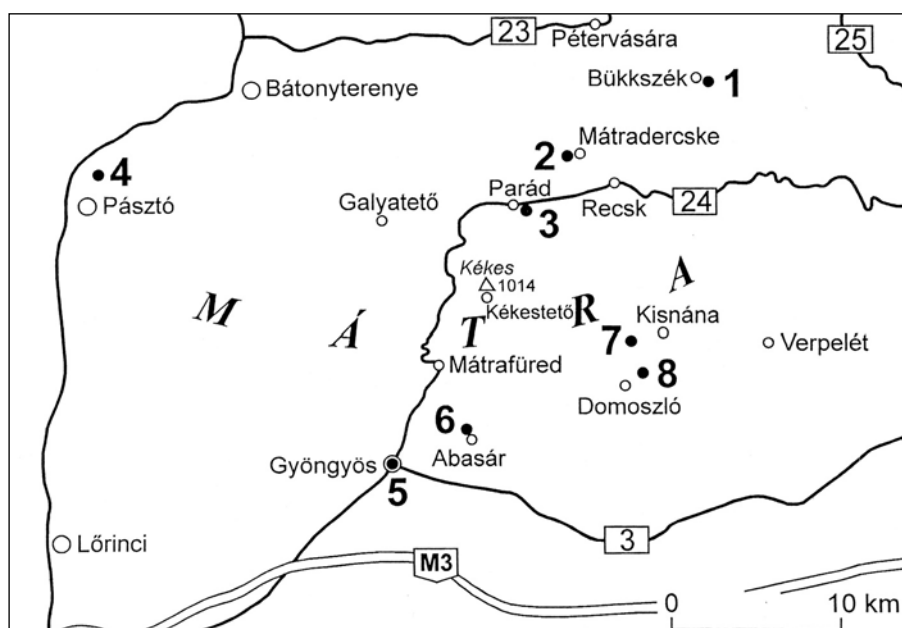 23
25
Pétervására
Bükkszék
1
Bátonyterenye
2
Mátradercske
4
Pásztó
Parád
Recsk
24
Galyatető
3
Kékes
1014
Kékestető
M Á T R A
Kisnána
7
Verpelét
Mátrafüred
8
Domoszló
6
Abasár
Gyöngyös
5
3
Lőrinci
M3
0 10 km